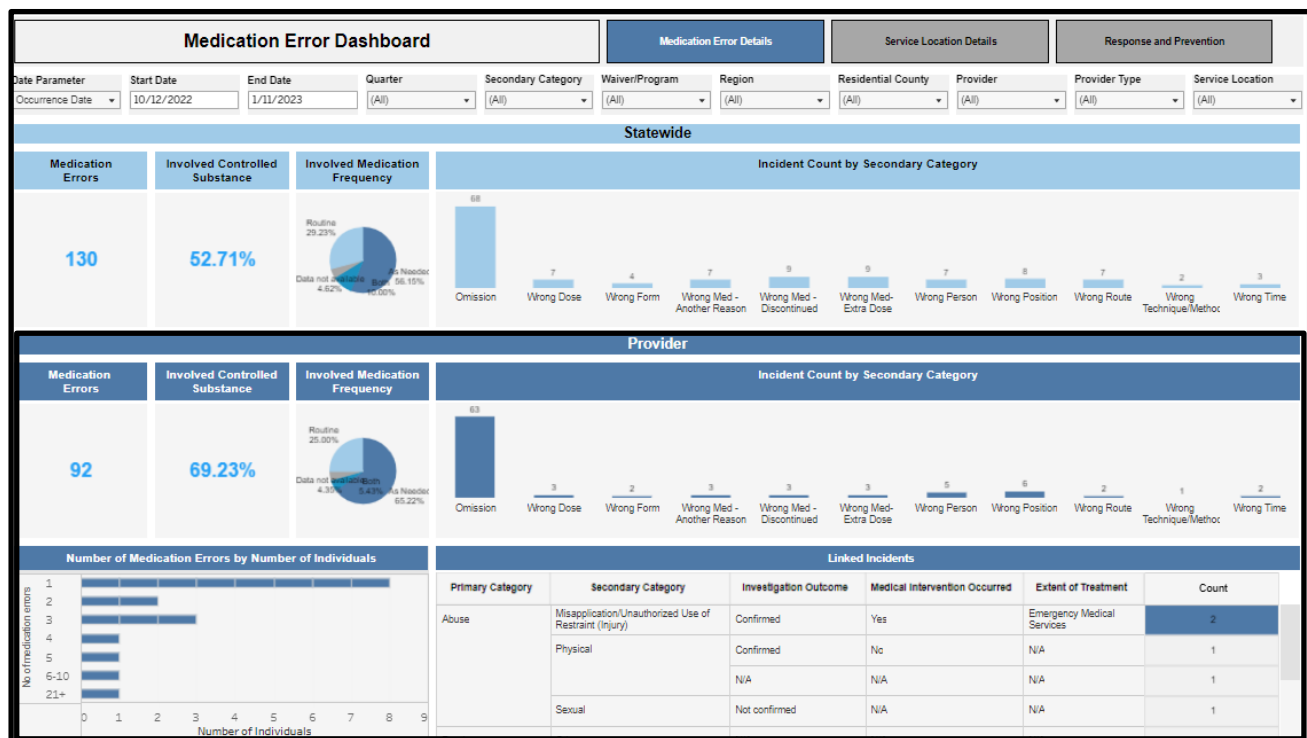 Medication Error Dashboard
Medication Error Details
Service Location Details
Response and Prevention
Date Parameter Start Date End Date Quarter Secondary Category Waiver/Program Region Residential County Provider Provider Type Service Location
Occurrence Date 10/12/2022 1/11/2023 (All) (All) (All) (All) (All) (All) (All) (All)
Statewide
Medication
Errors
Involved Controlled
Substance
Involved Medication
Frequency
Incident Count by Secondary Category
130
52.71%
Routine
29.23%
Data not available
4.62%
Both
10.00%
As Needed
56.15%
68 7 4 7 9 9 7 8 7 2 3
Omission Wrong Dose Wrong Form Wrong Med - Wrong Med - Wrong Med- Wrong Person Wrong Position Wrong Route Wrong Wrong Time
Another Reason Discontinued Extra Dose Technique/Methoc
Provider
Medication
Errors
Involved Controlled
Substance
Involved Medication
Frequency
Incident Count by Secondary Category
92
69.23%
Routine
25.00%
Data not available
4.35%
Both
5.43%
As Needed
65.22%
63 3 2 3 3 3 5 6 2 1 2
Omission Wrong Dose Wrong Form Wrong Med - Wrong Med - Wrong Med- Wrong Person Wrong Position Wrong Route Wrong Wrong Time
Another Reason Discontinued Extra Dose Technique/Methoc
Number of Medication Errors by Number of Individuals
No of medication errors
1
2
3
4
5
6-10
21+
0 1 2 3 4 5 6 7 8 9
Number of Individuals
Linked Incidents
Primary Category Secondary Category Investigation Outcome Medical Intervention Occurred Extent of Treatment Count
Abuse Misapplication/Unauthorized Use of Confirmed Yes Emergency Medical 2
Restraint (Injury) Services
Physical Confirmed No N/A 1
N/A N/A N/A 1
Sexual Not confirmed N/A N/A 1